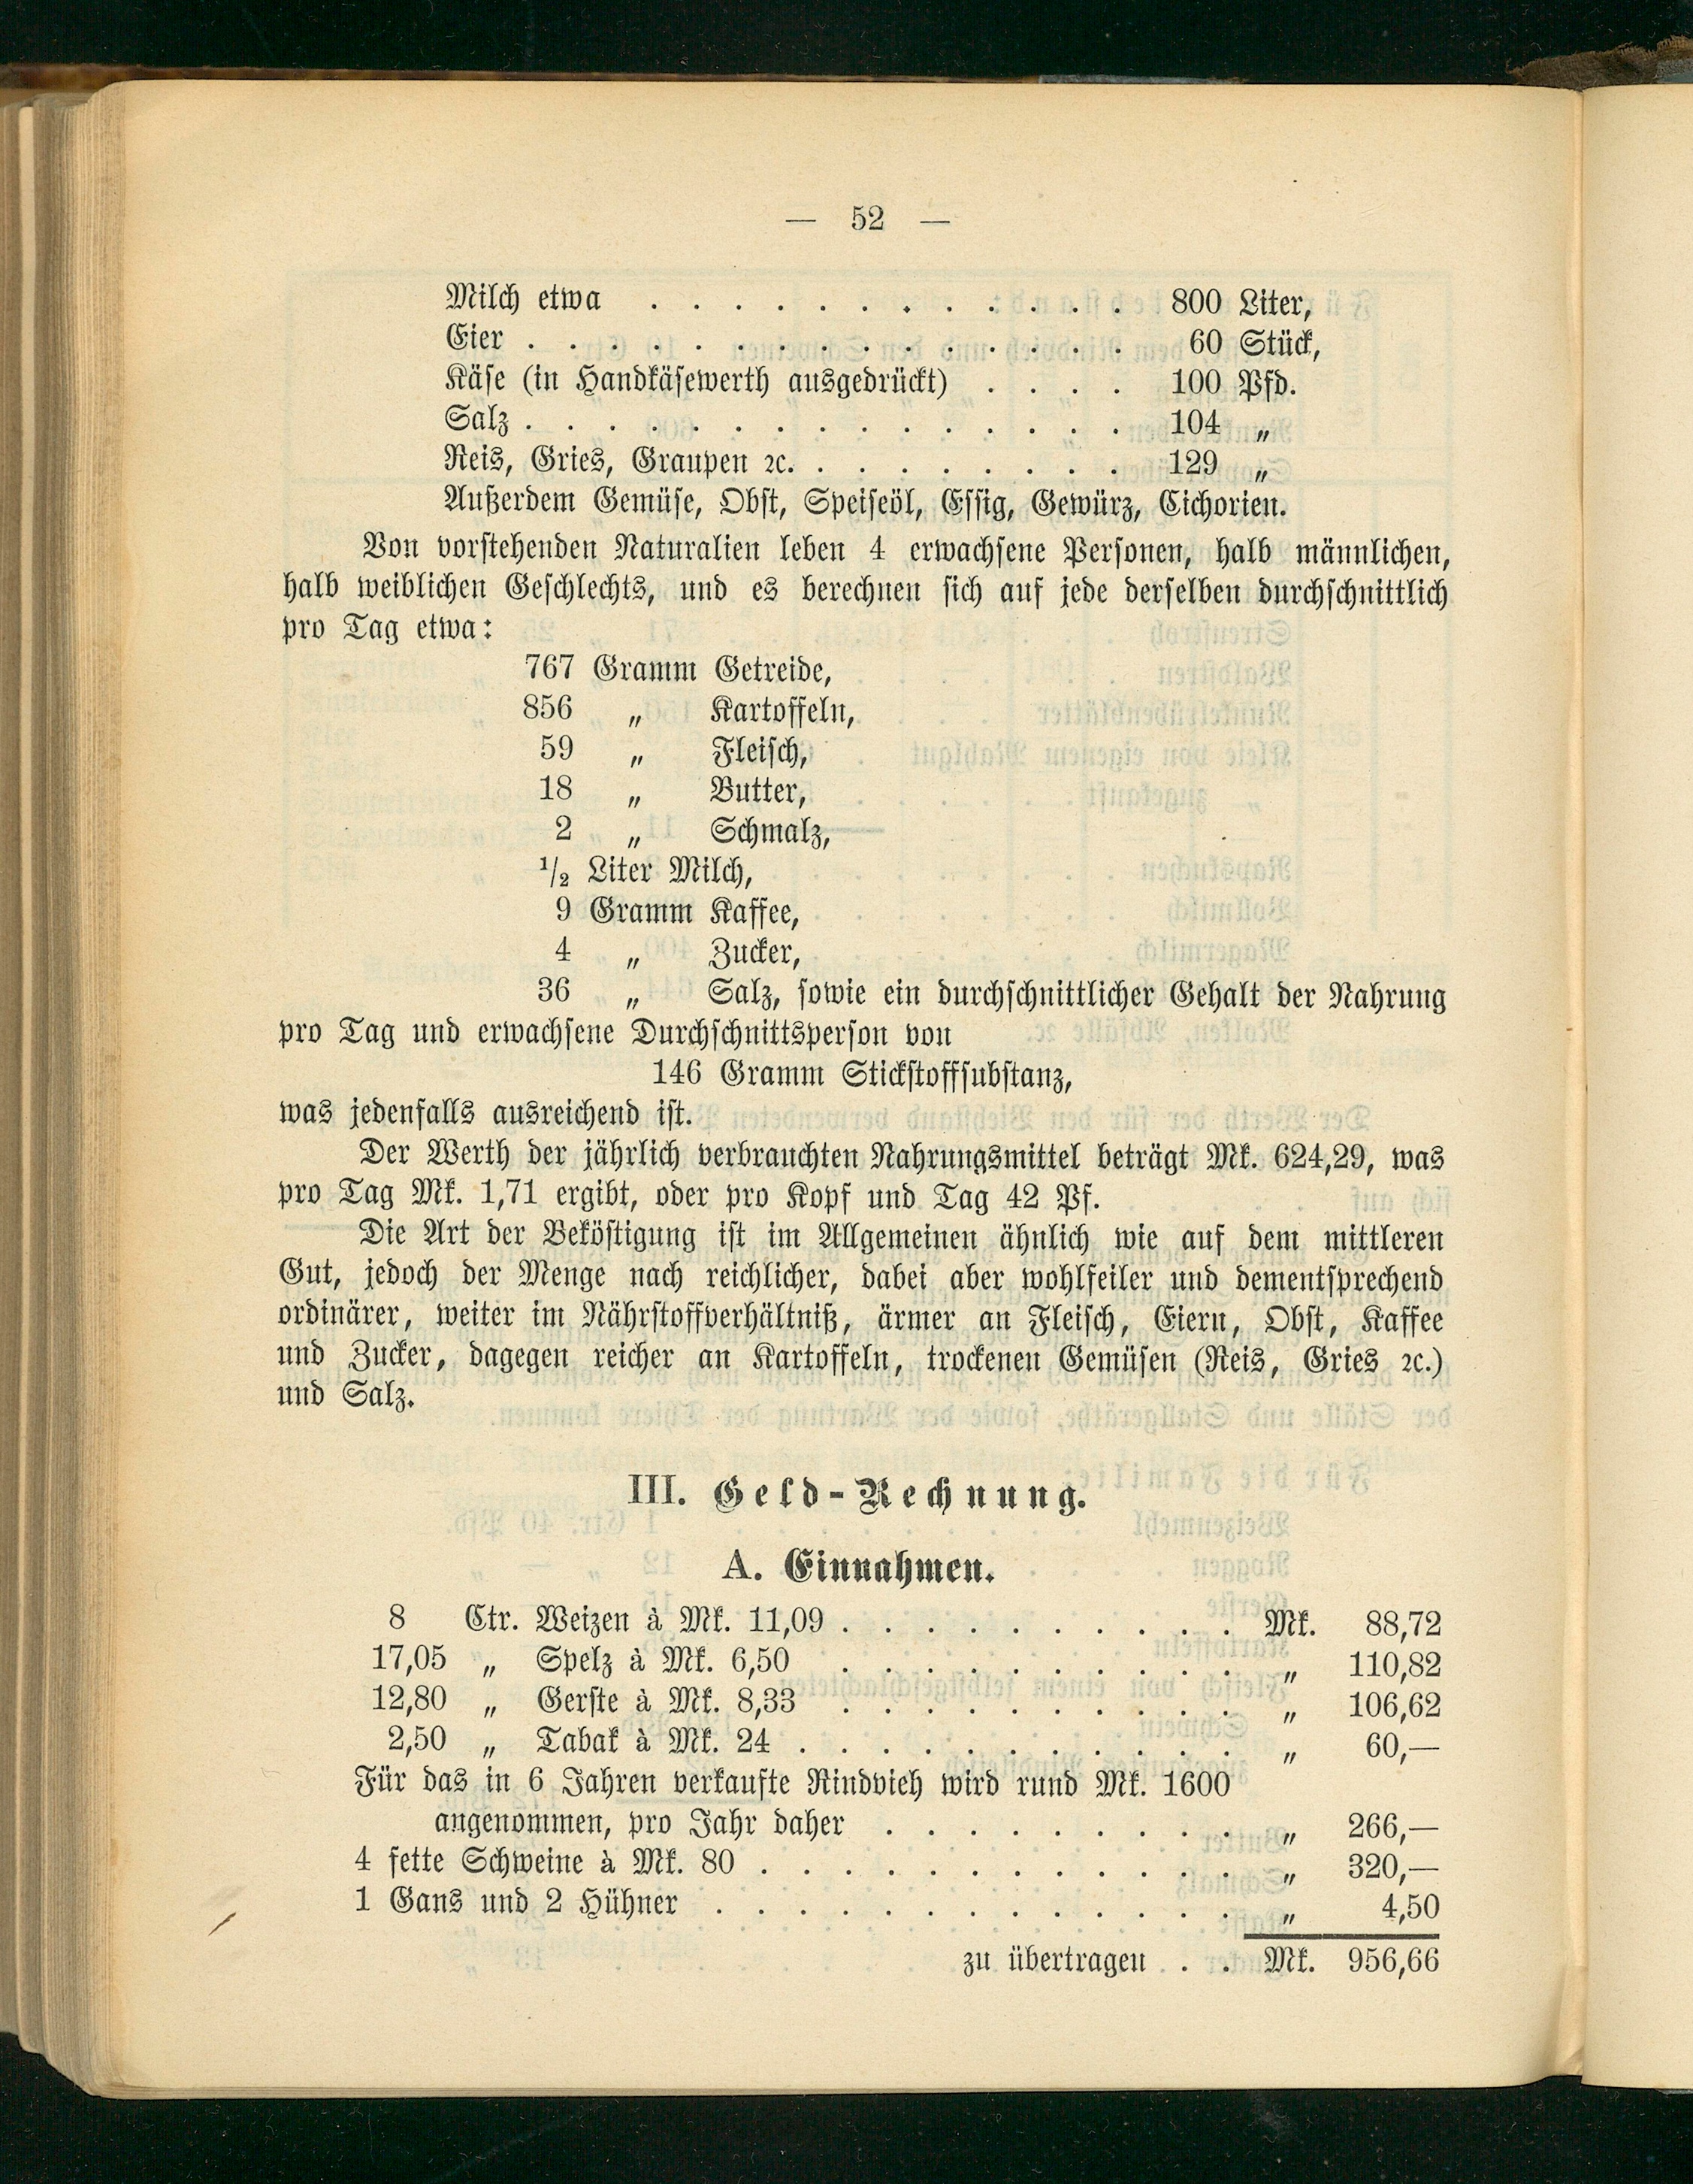 — 52 —
Milch etwa . . . . . . . . . . . . 800 Liter,
Eier . . . . . . . . . . . . . . . 60 Stück,
Käse (in Handkäsewerth ausgedrückt) . . . . 100 Pfd.
Salz . . . . . . . . . . . . . . . 104 „
Reis, Gries, Graupen ꝛc. . . . . . . . . 129 „
Außerdem Gemüse, Obst, Speiseöl, Essig, Gewürz, Cichorien.
Von vorstehenden Naturalien leben 4 erwachsene Personen, halb männlichen,
halb weiblichen Geschlechts, und es berechnen sich auf jede derselben durchschnittlich
pro Tag etwa:
767 Gramm Getreide,
856 „ Kartoffeln,
59 „ Fleisch,
18 „ Butter,
2 „ Schmalz,
1/2 Liter Milch,
9 Gramm Kaffee,
4 „ Zucker,
36 „ Salz, sowie ein durchschnittlicher Gehalt der Nahrung
pro Tag und erwachsene Durchschnittsperson von
146 Gramm Stickstoffsubstanz,
was jedenfalls ausreichend ist.
Der Werth der jährlich verbrauchten Nahrungsmittel beträgt Mk. 624,29, was
pro Tag Mk. 1,71 ergibt, oder pro Kopf und Tag 42 Pf.
Die Art der Beköstigung ist im Allgemeinen ähnlich wie auf dem mittleren
Gut, jedoch der Menge nach reichlicher, dabei aber wohlfeiler und dementsprechend
ordinärer, weiter im Nährstoffverhältniß, ärmer an Fleisch, Eiern, Obst, Kaffee
und Zucker, dagegen reicher an Kartoffeln, trockenen Gemüsen (Reis, Gries ꝛc.)
und Salz.
III. Geld-Rechnung.
A. Einnahmen.
8 Ctr. Weizen à Mk. 11,09 . . . . . . . . . . Mk. 88,72
17,05 „ Spelz à Mk. 6,50 . . . . . . . . . . „ 110,82
12,80 „ Gerste à Mk. 8,33 . . . . . . . . . . „ 106,62
2,50 „ Tabak à Mk. 24 . . . . . . . . . . . „ 60,—
Für das in 6 Jahren verkaufte Rindvieh wird rund Mk. 1600
angenommen, pro Jahr daher . . . . . . . . . „ 266,—
4 fette Schweine à Mk. 80 . . . . . . . . . . . . „ 320,—
1 Gans und 2 Hühner . . . . . . . . . . . . . „ 4,50
zu übertragen . . Mk. 956,66